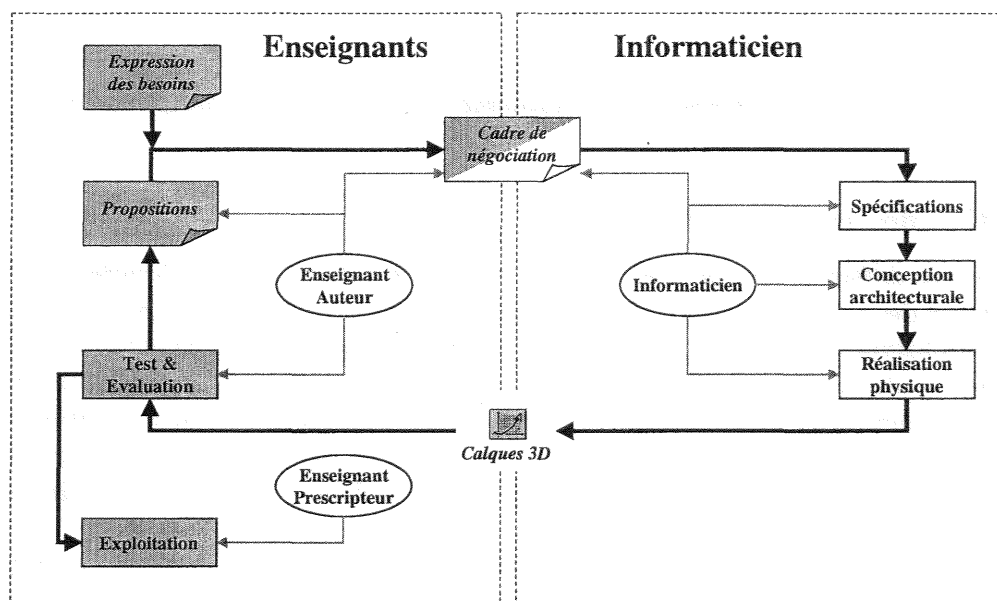 Enseignants
Informaticien
Expression
des besoins
Cadre de
négociation
Propositions
Spécifications
Enseignant
Auteur
Informaticien
Conception
architecturale
Test &
Evaluation
Réalisation
physique
Calques 3D
Enseignant
Prescripteur
Exploitation